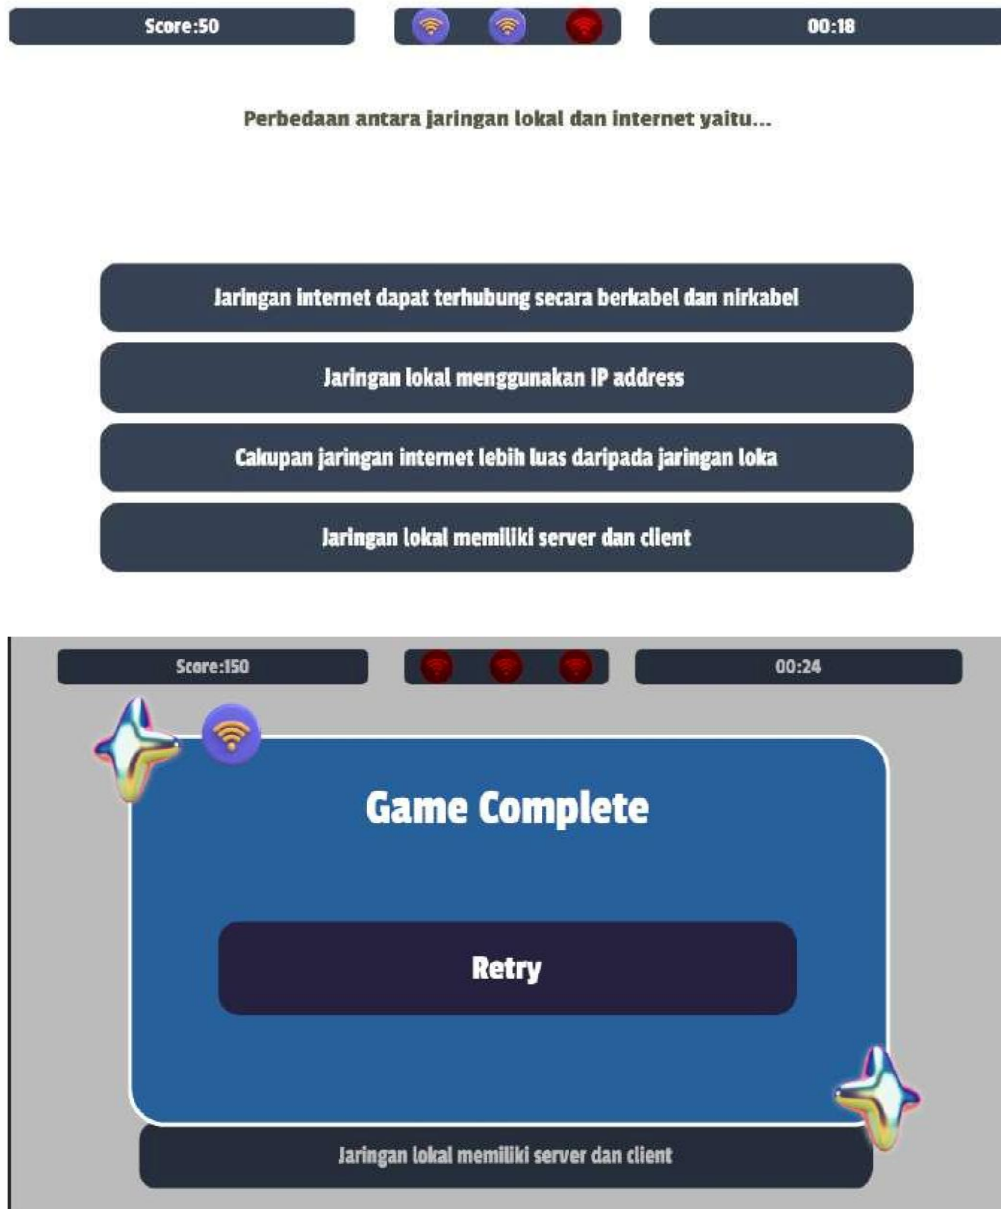 Score:50
00:18
Perbedaan antara jaringan lokal dan internet yaitu...
Jaringan internet dapat terhubung secara berkabel dan nirkabel
Jaringan lokal menggunakan IP address
Cakupan jaringan internet lebih luas daripada jaringan loka
Jaringan lokal memiliki server dan client
Score:150
00:24
Game Complete
Retry
Jaringan lokal memiliki server dan client